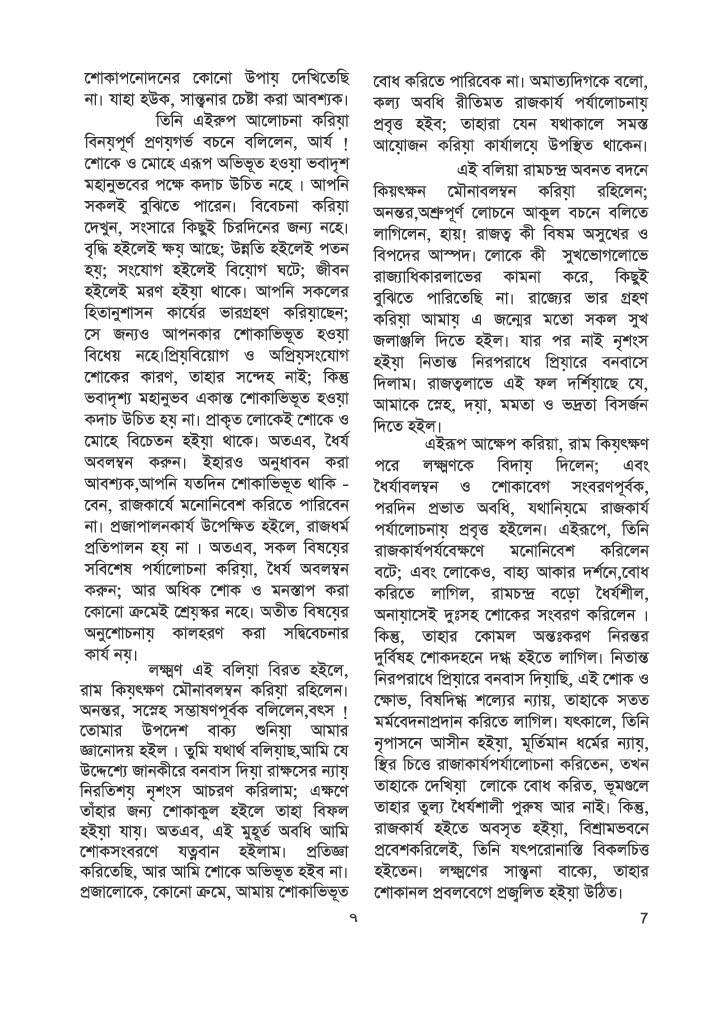 শোকাপনোদনের কোনো উপায় দেখিতেছি
না। যাহা হউক, সান্ত্বনার চেষ্টা করা আবশ্যক।
তিনি এইরুপ আলোচনা করিয়া
বিনয়পূর্ণ প্রণয়গর্ভ বচনে বলিলেন, আর্য !
শোকে ও মোহে এরূপ অভিভূত হওয়া ভবাদৃশ
মহানুভবের পক্ষে কদাচ উচিত নহে । আপনি
সকলই বুঝিতে পারেন। বিবেচনা করিয়া
দেখুন, সংসারে কিছুই চিরদিনের জন্য নহে।
বৃদ্ধি হইলেই ক্ষয় আছে; উন্নতি হইলেই পতন
হয়; সংযোগ হইলেই বিয়োগ ঘটে; জীবন
হইলেই মরণ হইয়া থাকে। আপনি সকলের
হিতানুশাসন কার্যের ভারগ্রহণ করিয়াছেন;
সে জন্যও আপনকার শোকাভিভূত হওয়া
বিধেয় নহে।প্রিয়বিয়োগ ও অপ্রিয়সংযোগ
শোকের কারণ, তাহার সন্দেহ নাই; কিন্তু
ভবাদৃশ্য মহানুভব একান্ত শোকাভিভূত হওয়া
কদাচ উচিত হয় না। প্রাকৃত লোকেই শোকে ও
মোহে বিচেতন হইয়া থাকে। অতএব, ধৈর্য
অবলম্বন করুন। ইহারও অনুধাবন করা
আবশ্যক,আপনি যতদিন শোকাভিভূত থাকি -
বেন, রাজকার্যে মনোনিবেশ করিতে পারিবেন
না। প্রজাপালনকার্য উপেক্ষিত হইলে, রাজধর্ম
প্রতিপালন হয় না । অতএব, সকল বিষয়ের
সবিশেষ পর্যালোচনা করিয়া, ধৈর্য অবলম্বন
করুন; আর অধিক শোক ও মনস্তাপ করা
কোনো ক্রমেই শ্রেয়স্কর নহে। অতীত বিষয়ের
অনুশোচনায় কালহরণ করা সদ্বিবেচনার
কার্য নয়।
লক্ষ্মণ এই বলিয়া বিরত হইলে,
রাম কিয়ৎক্ষণ মৌনাবলম্বন করিয়া রহিলেন।
অনন্তর, সস্নেহ সম্ভাষণপূর্বক বলিলেন,বৎস !
তোমার উপদেশ বাক্য শুনিয়া আমার
জ্ঞানোদয় হইল । তুমি যথার্থ বলিয়াছ,আমি যে
উদ্দেশ্যে জানকীরে বনবাস দিয়া রাক্ষসের ন্যায়
নিরতিশয় নৃশংস আচরণ করিলাম; এক্ষণে
তাঁহার জন্য শোকাকুল হইলে তাহা বিফল
হইয়া যায়। অতএব, এই মুহূর্ত অবধি আমি
শোকসংবরণে যত্নবান হইলাম। প্রতিজ্ঞা
করিতেছি, আর আমি শোকে অভিভূত হইব না।
প্রজালোকে, কোনো ক্রমে, আমায় শোকাভিভূত
বোধ করিতে পারিবেক না। অমাত্যদিগকে বলো,
কল্য অবধি রীতিমত রাজকার্য পর্যালোচনায়
প্রবৃত্ত হইব; তাহারা যেন যথাকালে সমস্ত
আয়োজন করিয়া কার্যালয়ে উপস্থিত থাকেন।
এই বলিয়া রামচন্দ্র অবনত বদনে
কিয়ৎক্ষন মৌনাবলম্বন করিয়া রহিলেন;
অনন্তর,অশ্রুপূর্ণ লোচনে আকুল বচনে বলিতে
লাগিলেন, হায়! রাজত্ব কী বিষম অসুখের ও
বিপদের আস্পদ। লোকে কী সুখভোগলোভে
রাজ্যাধিকারলাভের কামনা করে, কিছুই
বুঝিতে পারিতেছি না। রাজ্যের ভার গ্রহণ
করিয়া আমায় এ জন্মের মতো সকল সুখ
জলাঞ্জলি দিতে হইল। যার পর নাই নৃশংস
হইয়া নিতান্ত নিরপরাধে প্রিয়ারে বনবাসে
দিলাম। রাজত্বলাভে এই ফল দর্শিয়াছে যে,
আমাকে স্নেহ, দয়া, মমতা ও ভদ্রতা বিসর্জন
দিতে হইল।
এইরূপ আক্ষেপ করিয়া, রাম কিয়ৎক্ষণ
পরে লক্ষ্মণকে বিদায় দিলেন; এবং
ধৈর্যাবলম্বন ও শোকাবেগ সংবরণপূর্বক,
পরদিন প্রভাত অবধি, যথানিয়মে রাজকার্য
পর্যালোচনায় প্রবৃত্ত হইলেন। এইরূপে, তিনি
রাজকার্যপর্যবেক্ষণে মনোনিবেশ করিলেন
বটে; এবং লোকেও, বাহ্য আকার দর্শনে,বোধ
করিতে লাগিল, রামচন্দ্র বড়ো ধৈর্যশীল,
অনায়াসেই দুঃসহ শোকের সংবরণ করিলেন ।
কিন্তু, তাহার কোমল অন্তঃকরণ নিরন্তর
দুর্বিষহ শোকদহনে দগ্ধ হইতে লাগিল। নিতান্ত
নিরপরাধে প্রিয়ারে বনবাস দিয়াছি, এই শোক ও
ক্ষোভ, বিষদিগ্ধ শল্যের ন্যায়, তাহাকে সতত
মর্মবেদনাপ্রদান করিতে লাগিল। যৎকালে, তিনি
নৃপাসনে আসীন হইয়া, মূর্তিমান ধর্মের ন্যায়,
স্থির চিত্তে রাজাকার্যপর্যালোচনা করিতেন, তখন
তাহাকে দেখিয়া লোকে বোধ করিত, ভূমণ্ডলে
তাহার তুল্য ধৈর্যশালী পুরুষ আর নাই। কিন্তু,
রাজকার্য হইতে অবসৃত হইয়া, বিশ্রামভবনে
প্রবেশকরিলেই, তিনি যৎপরোনাস্তি বিকলচিত্ত
হইতেন। লক্ষ্মণের সান্ত্বনা বাক্যে, তাহার
শোকানল প্রবলবেগে প্রজ্বলিত হইয়া উঠিত।
৭
7